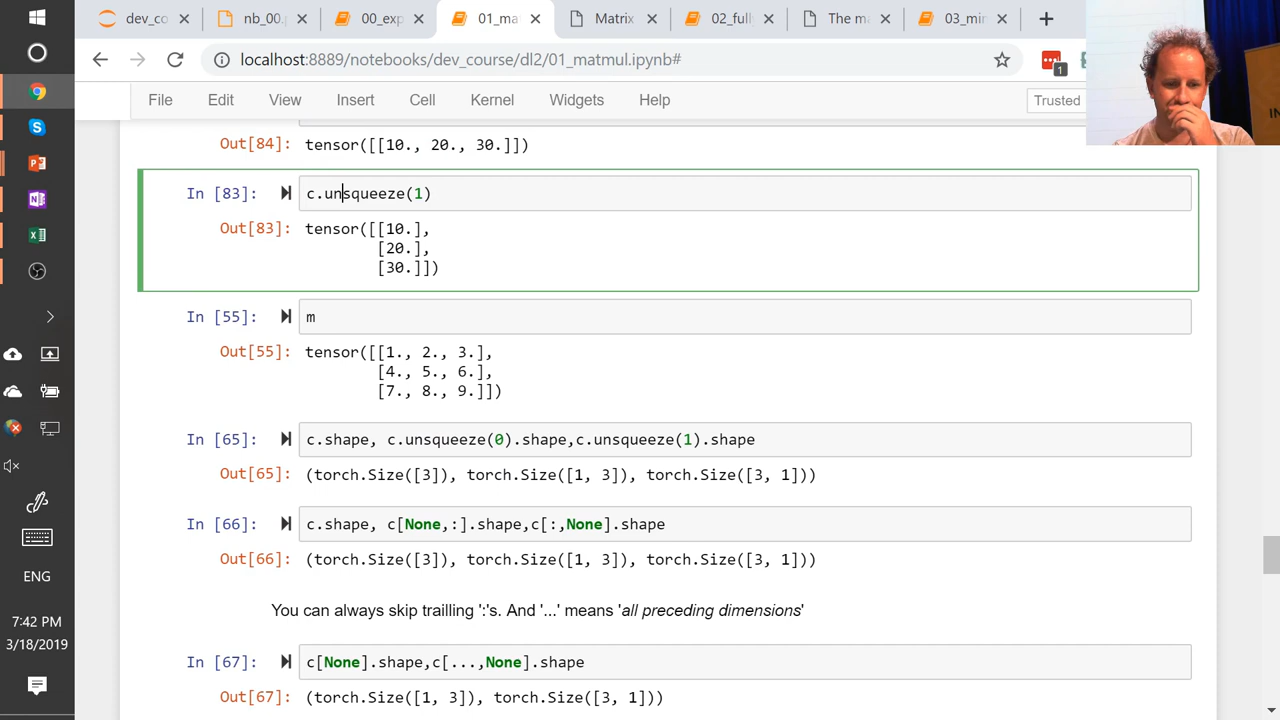 dev_co
nb_00.
00_exp
01_mat
Matrix
02_fully
The ma
03_min
localhost:8889/notebooks/dev_course/dl2/01_matmul.ipynb#
1
File Edit View Insert Cell Kernel Widgets Help
Trusted
Out[84]: tensor([[10., 20., 30.]])
In [83]: c.unsqueeze(1)
Out[83]: tensor([[10.],
[20.],
[30.]])
In [55]: m
Out[55]: tensor([[1., 2., 3.],
[4., 5., 6.],
[7., 8., 9.]])
In [65]: c.shape, c.unsqueeze(0).shape,c.unsqueeze(1).shape
Out[65]: (torch.Size([3]), torch.Size([1, 3]), torch.Size([3, 1]))
In [66]: c.shape, c[None,:].shape,c[:,None].shape
Out[66]: (torch.Size([3]), torch.Size([1, 3]), torch.Size([3, 1]))
You can always skip trailling ':'s. And '...' means 'all preceding dimensions'
In [67]: c[None].shape,c[...,None].shape
Out[67]: (torch.Size([1, 3]), torch.Size([3, 1]))
ENG
7:42 PM
3/18/2019